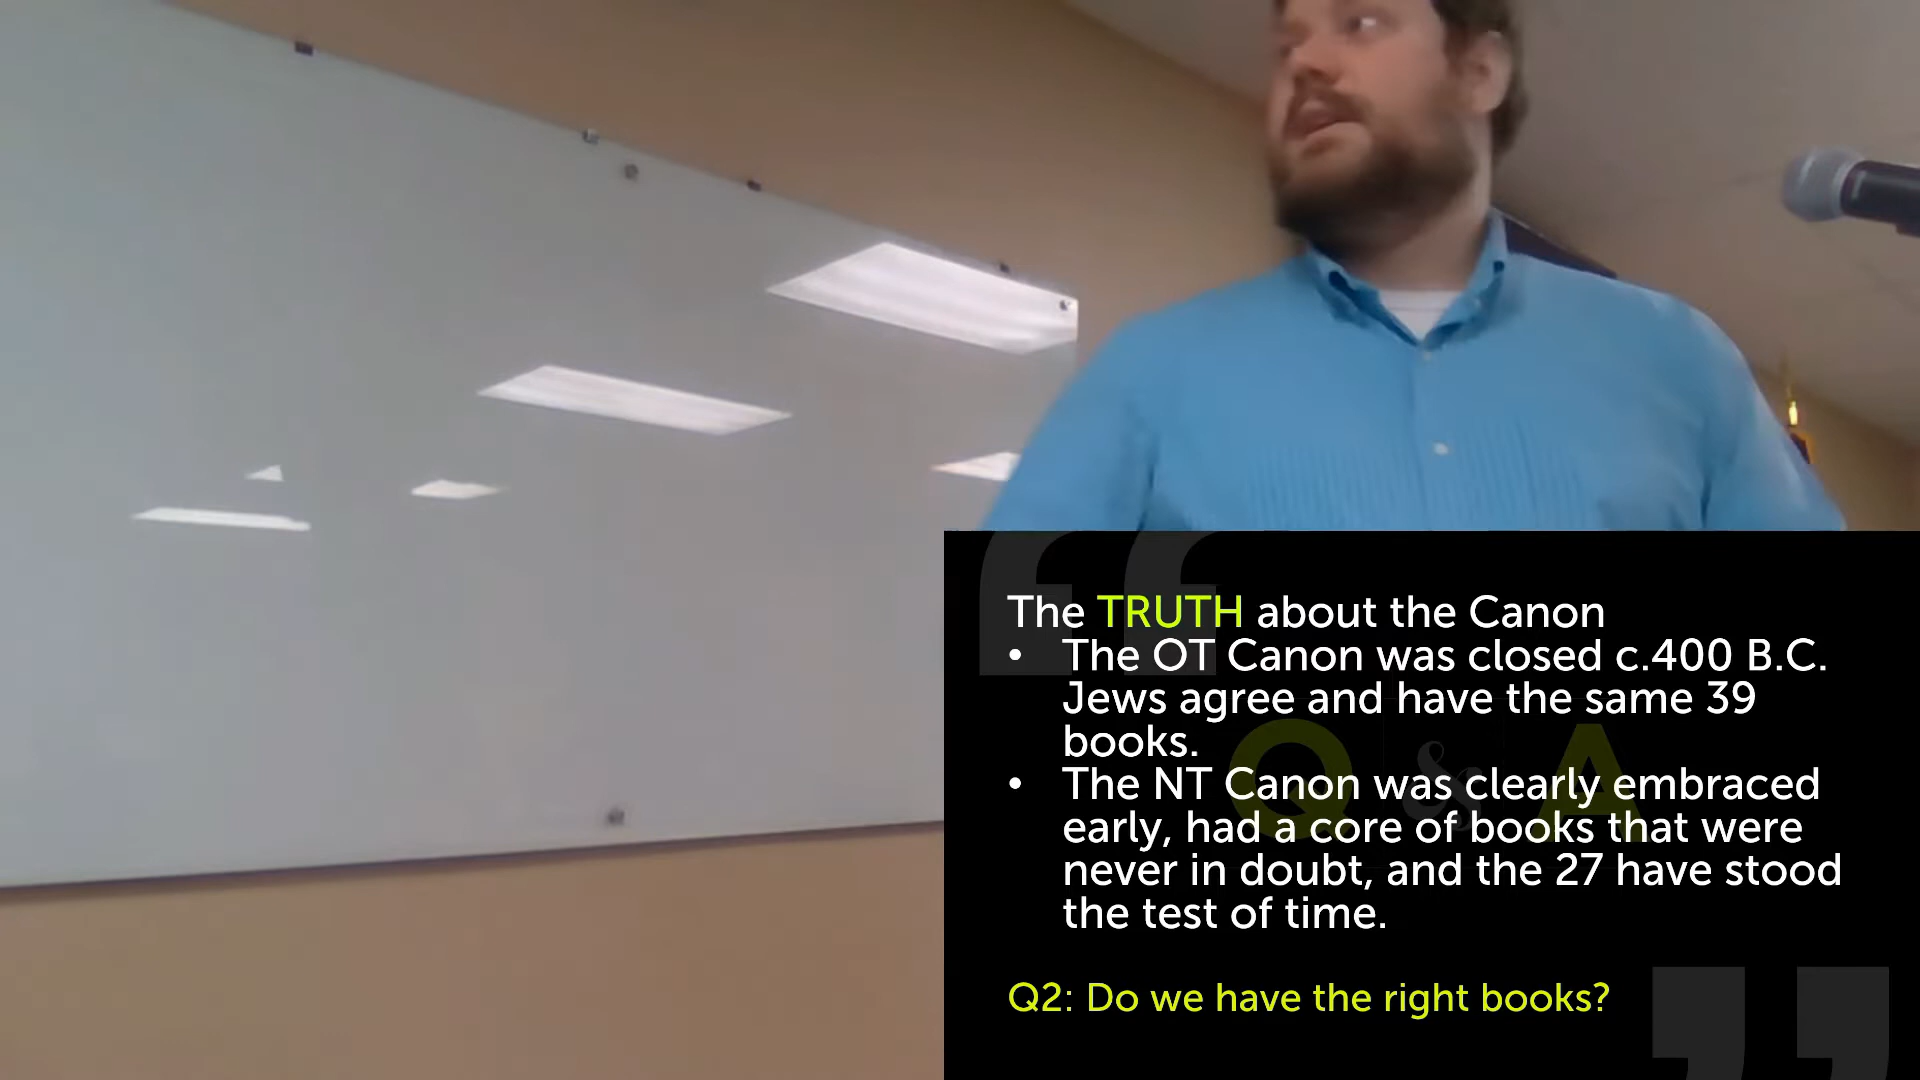 The TRUTH about the Canon
• The OT Canon was closed c.400 B.C.
Jews agree and have the same 39
books.
• The NT Canon was clearly embraced
early, had a core of books that were
never in doubt, and the 27 have stood
the test of time.
Q & A
Q2: Do we have the right books?